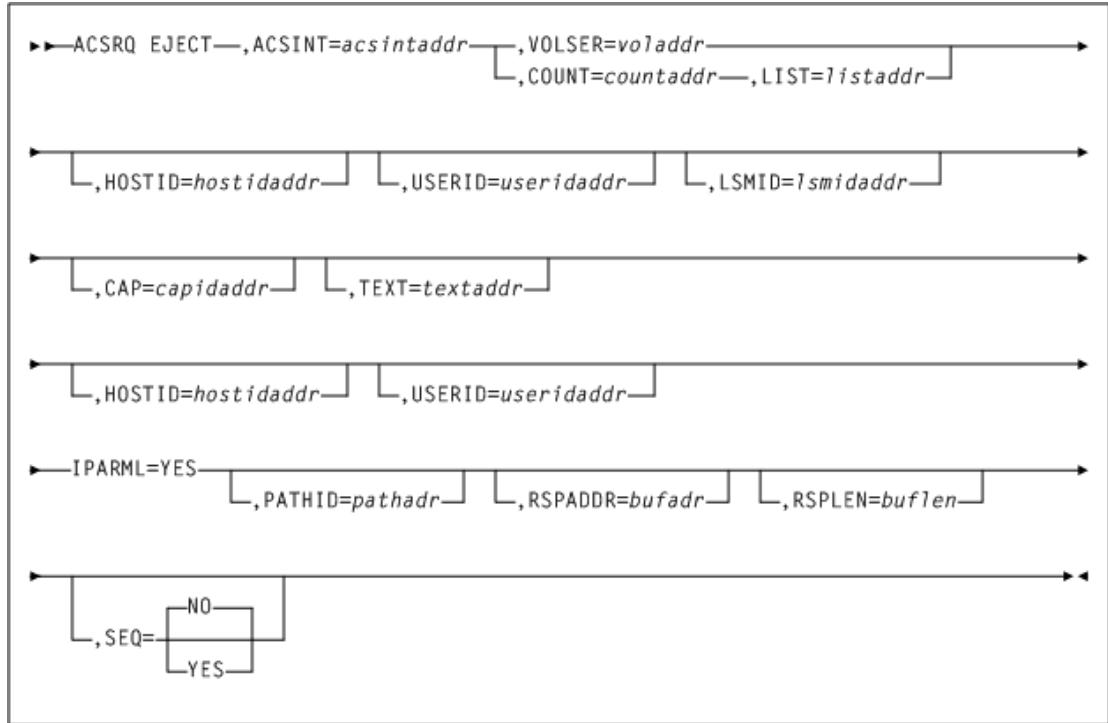 ACSRQ EJECT ,ACSINT=acsintaddr ,VOLSER=voladdr
,COUNT=countaddr ,LIST=listaddr
,HOSTID=hostidaddr ,USERID=useridaddr ,LSMID=lsmidaddr
,CAP=capidaddr ,TEXT=textaddr
,HOSTID=hostidaddr ,USERID=useridaddr
IPARML=YES
,PATHID=pathadr ,RSPADDR=bufadr ,RSPLEN=buflen
NO
,SEQ=
YES